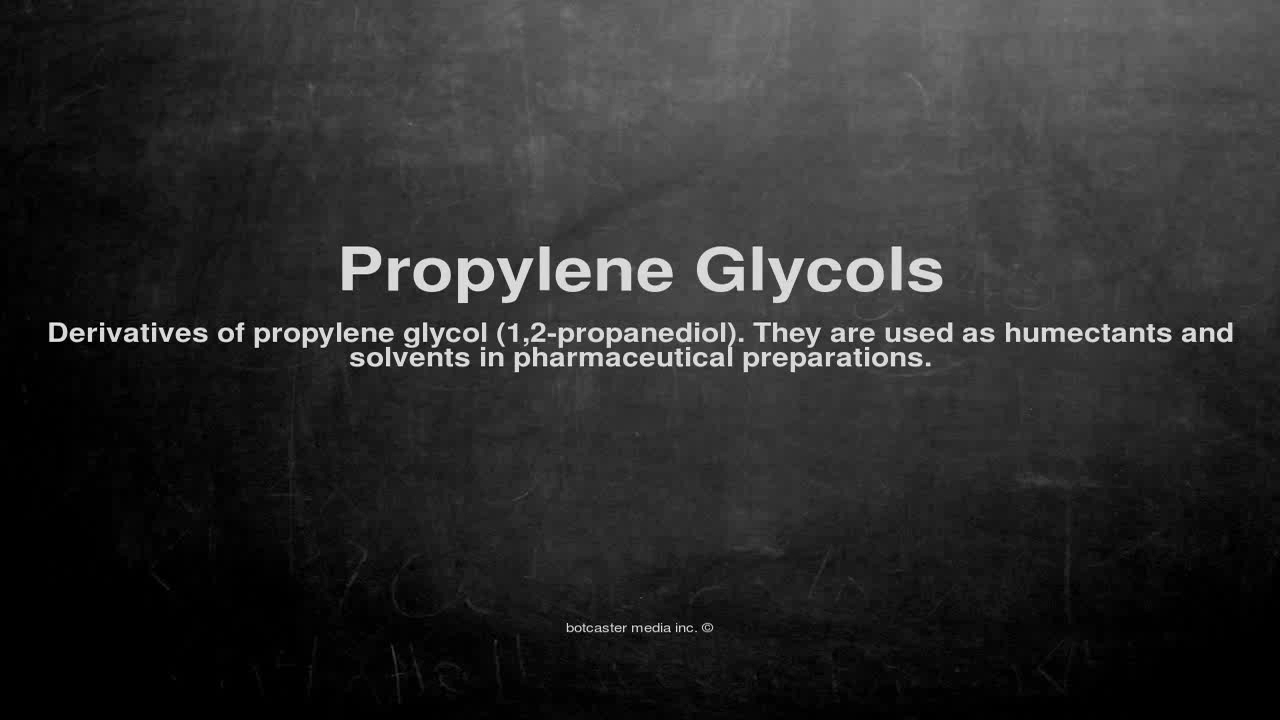 Propylene Glycols
Derivatives of propylene glycol (1,2-propanediol). They are used as humectants and
solvents in pharmaceutical preparations.
botcaster media inc. ©